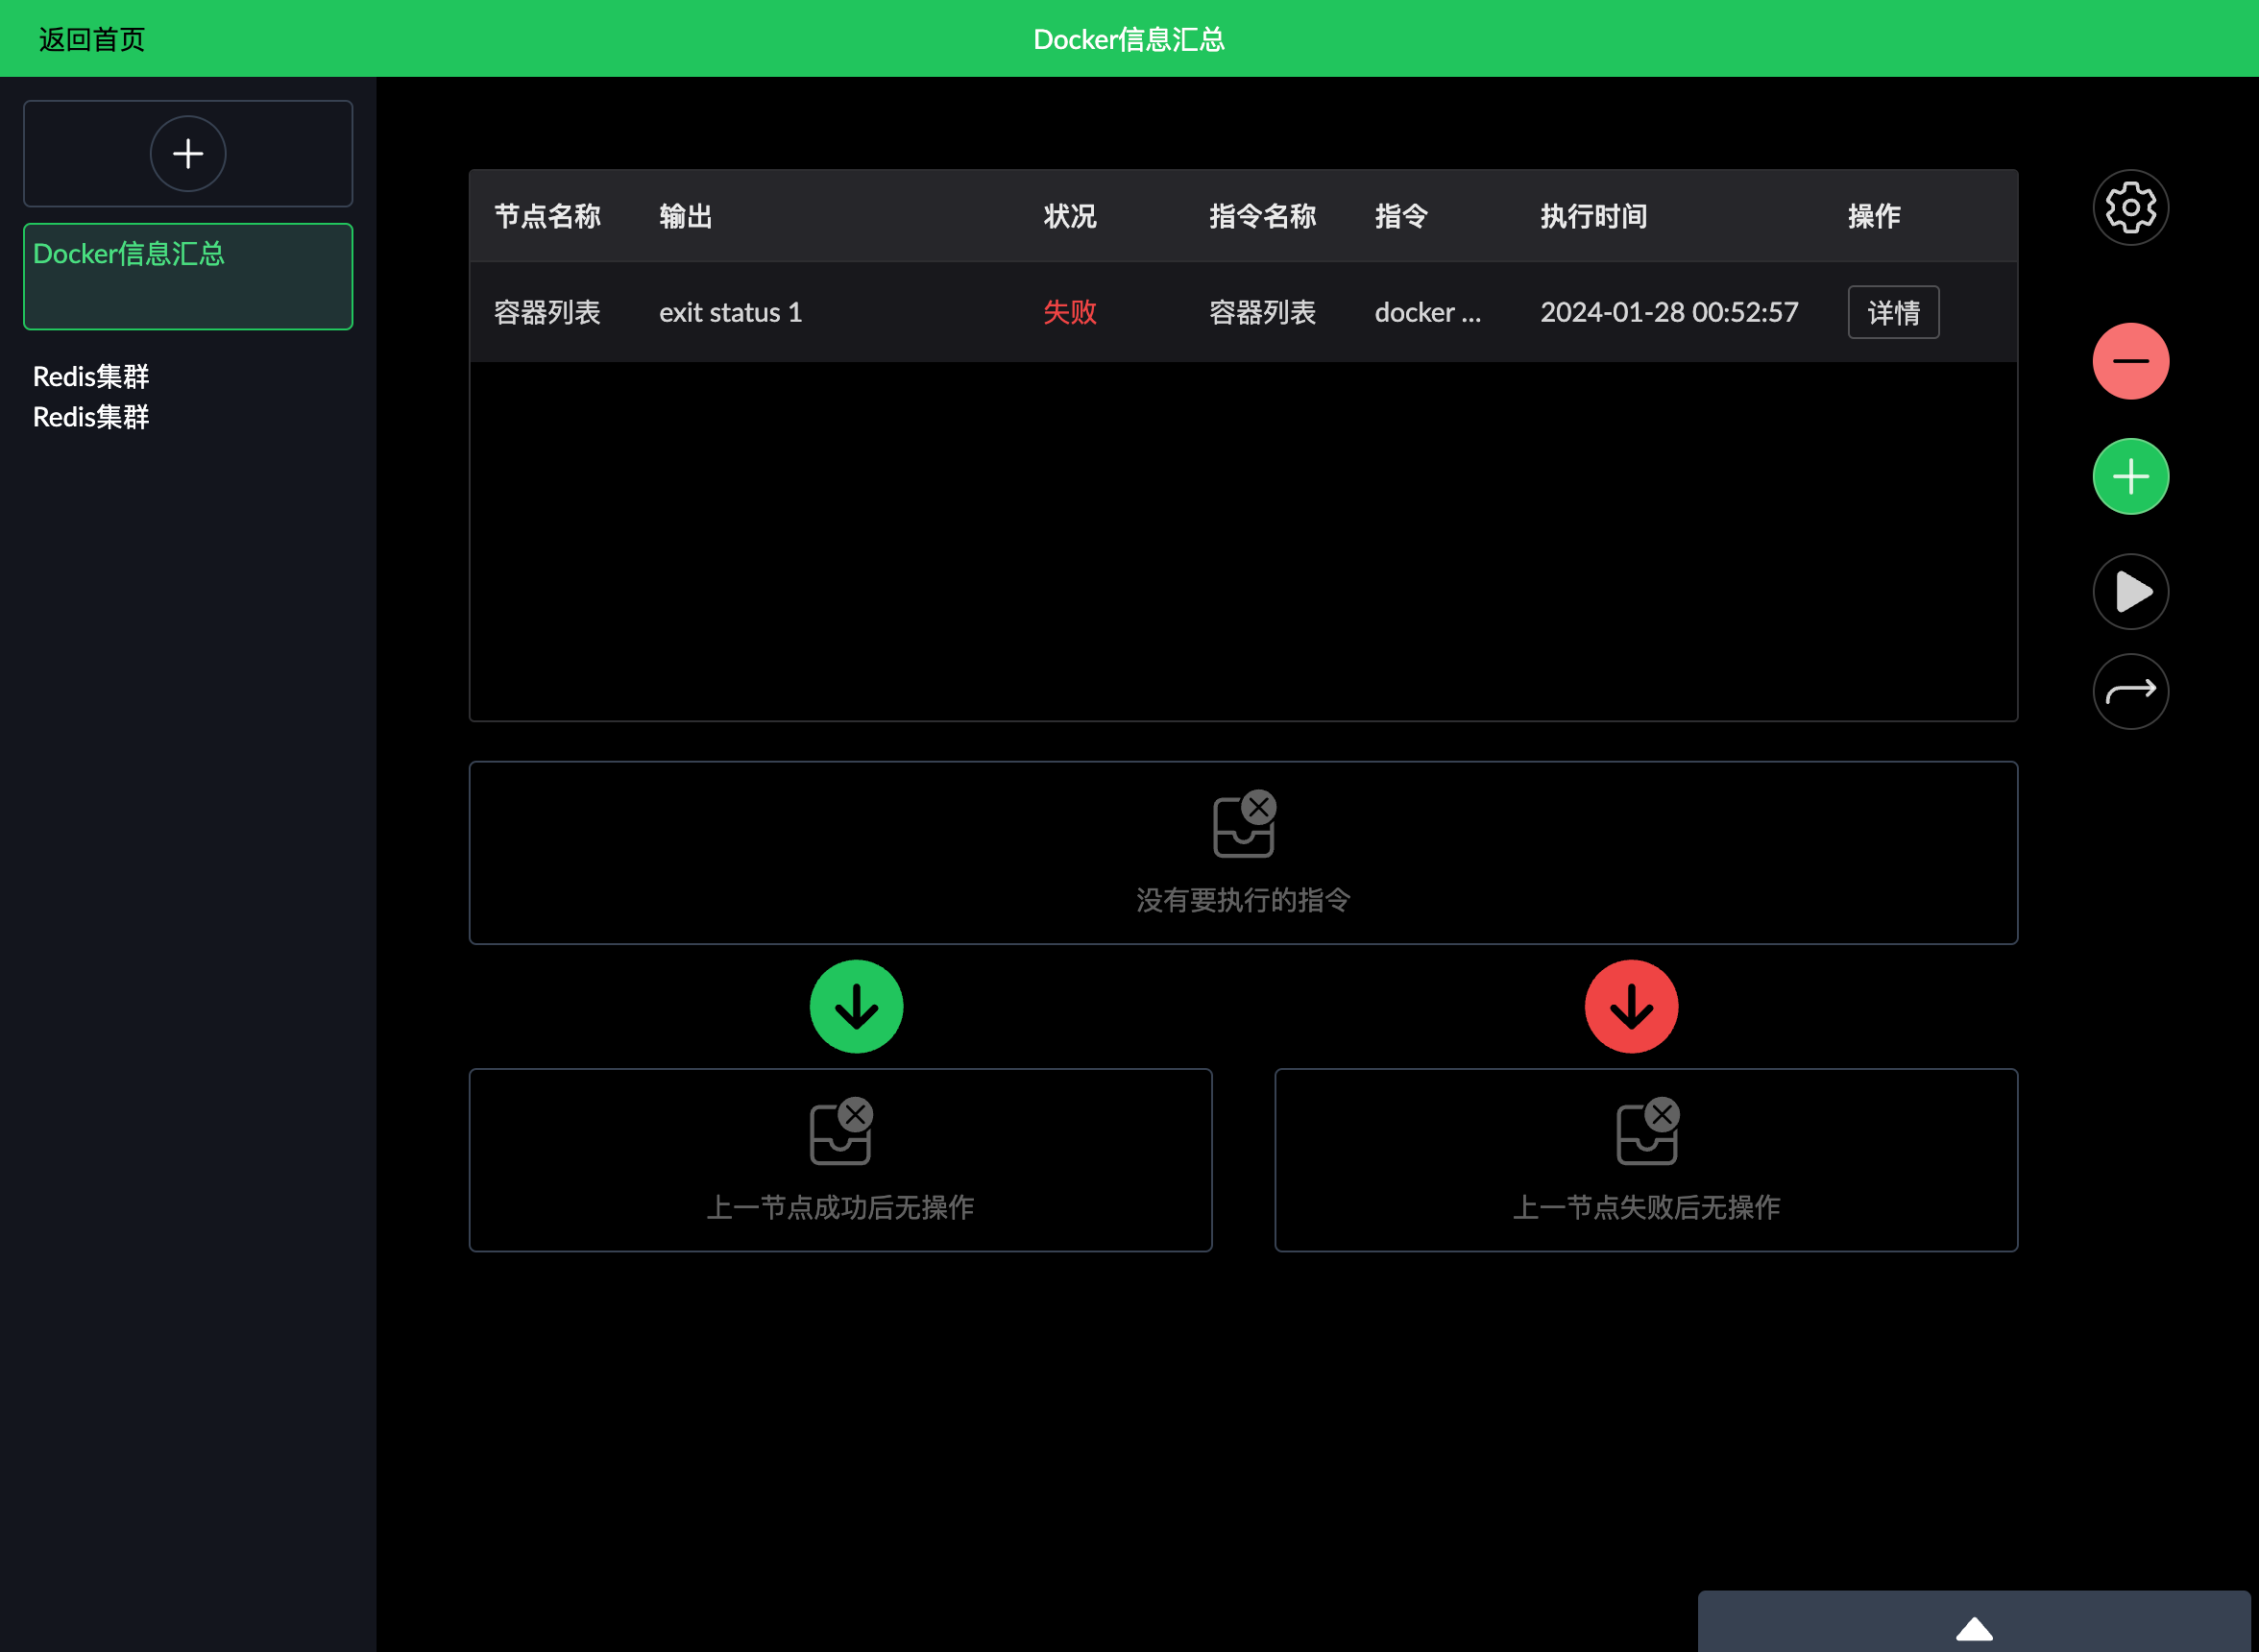 返回首页
Docker信息汇总
Docker信息汇总
Redis集群
Redis集群
节点名称 输出 状况 指令名称 指令 执行时间 操作
容器列表 exit status 1 失败 容器列表 docker ... 2024-01-28 00:52:57 详情
没有要执行的指令
上一节点成功后无操作
上一节点失败后无操作